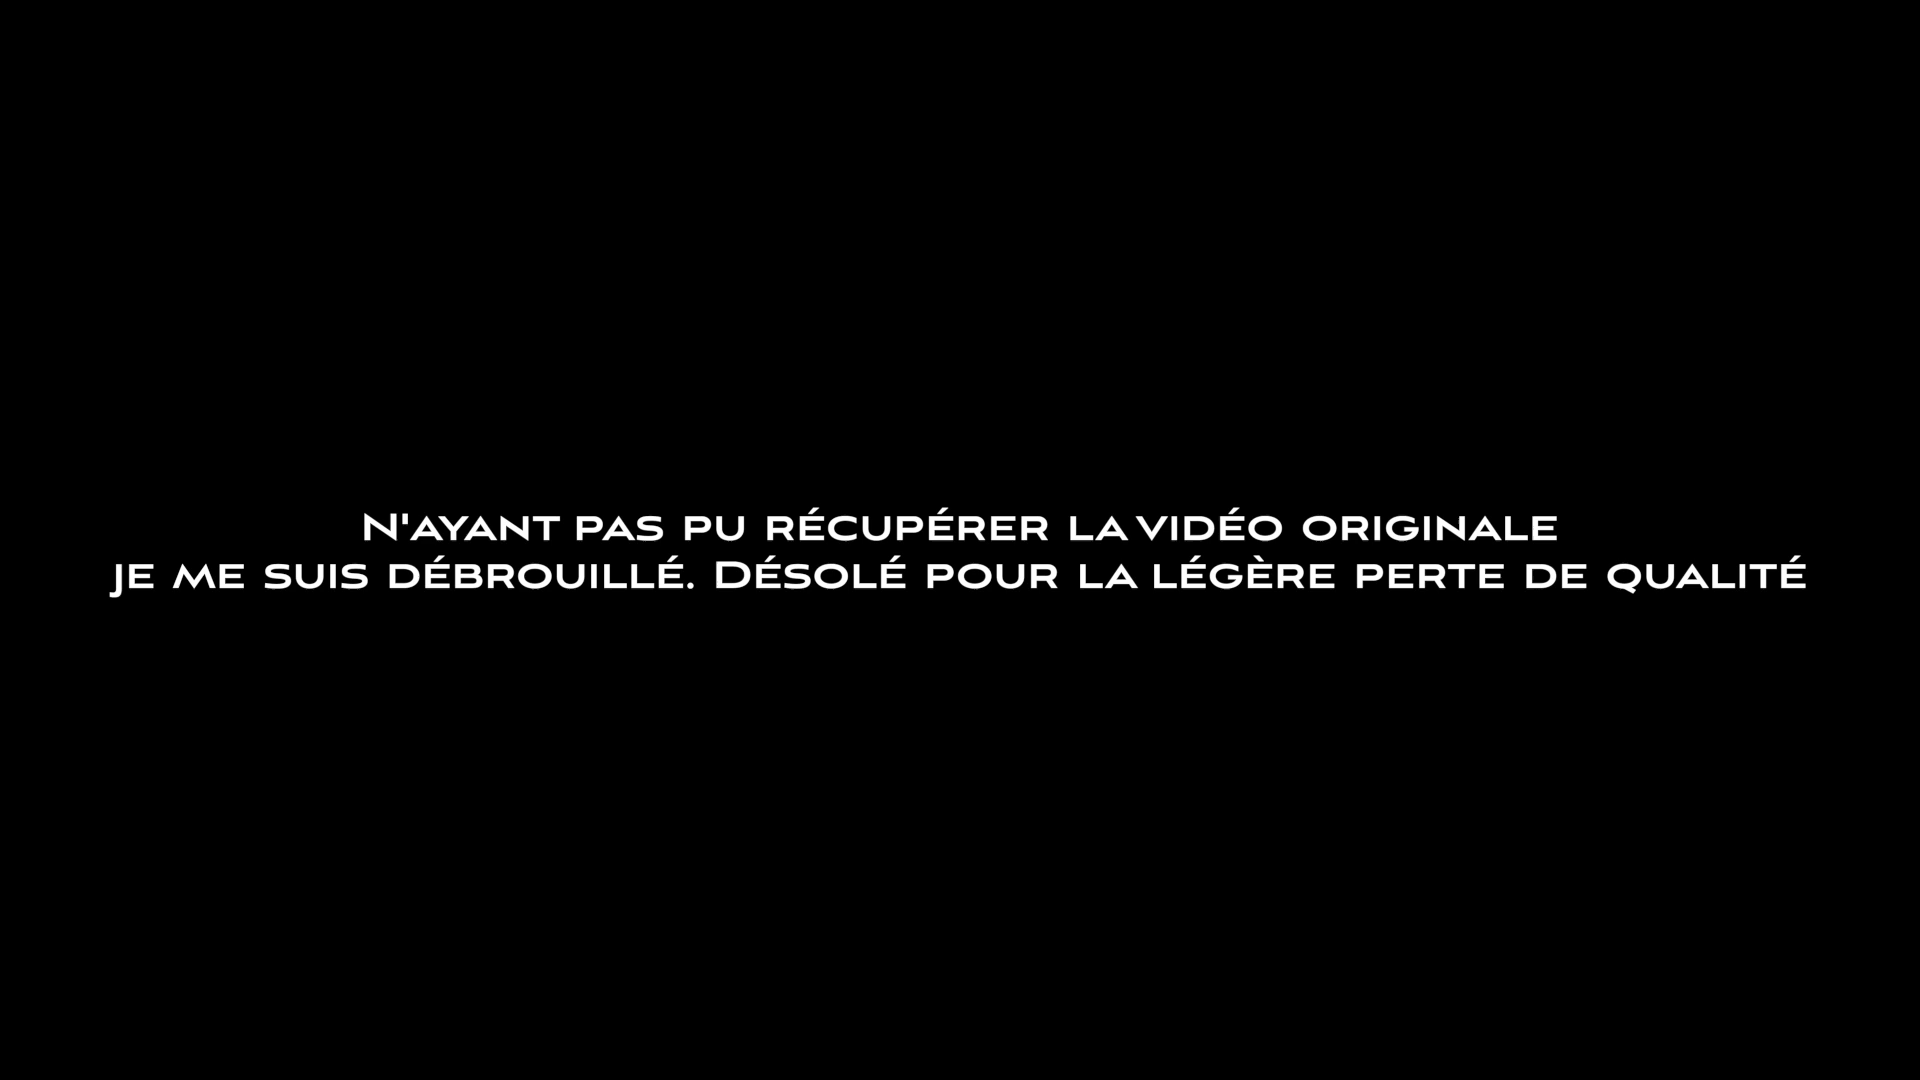 N'ayant pas pu récupérer la vidéo originale
je me suis débrouillé. Désolé pour la légère perte de qualité